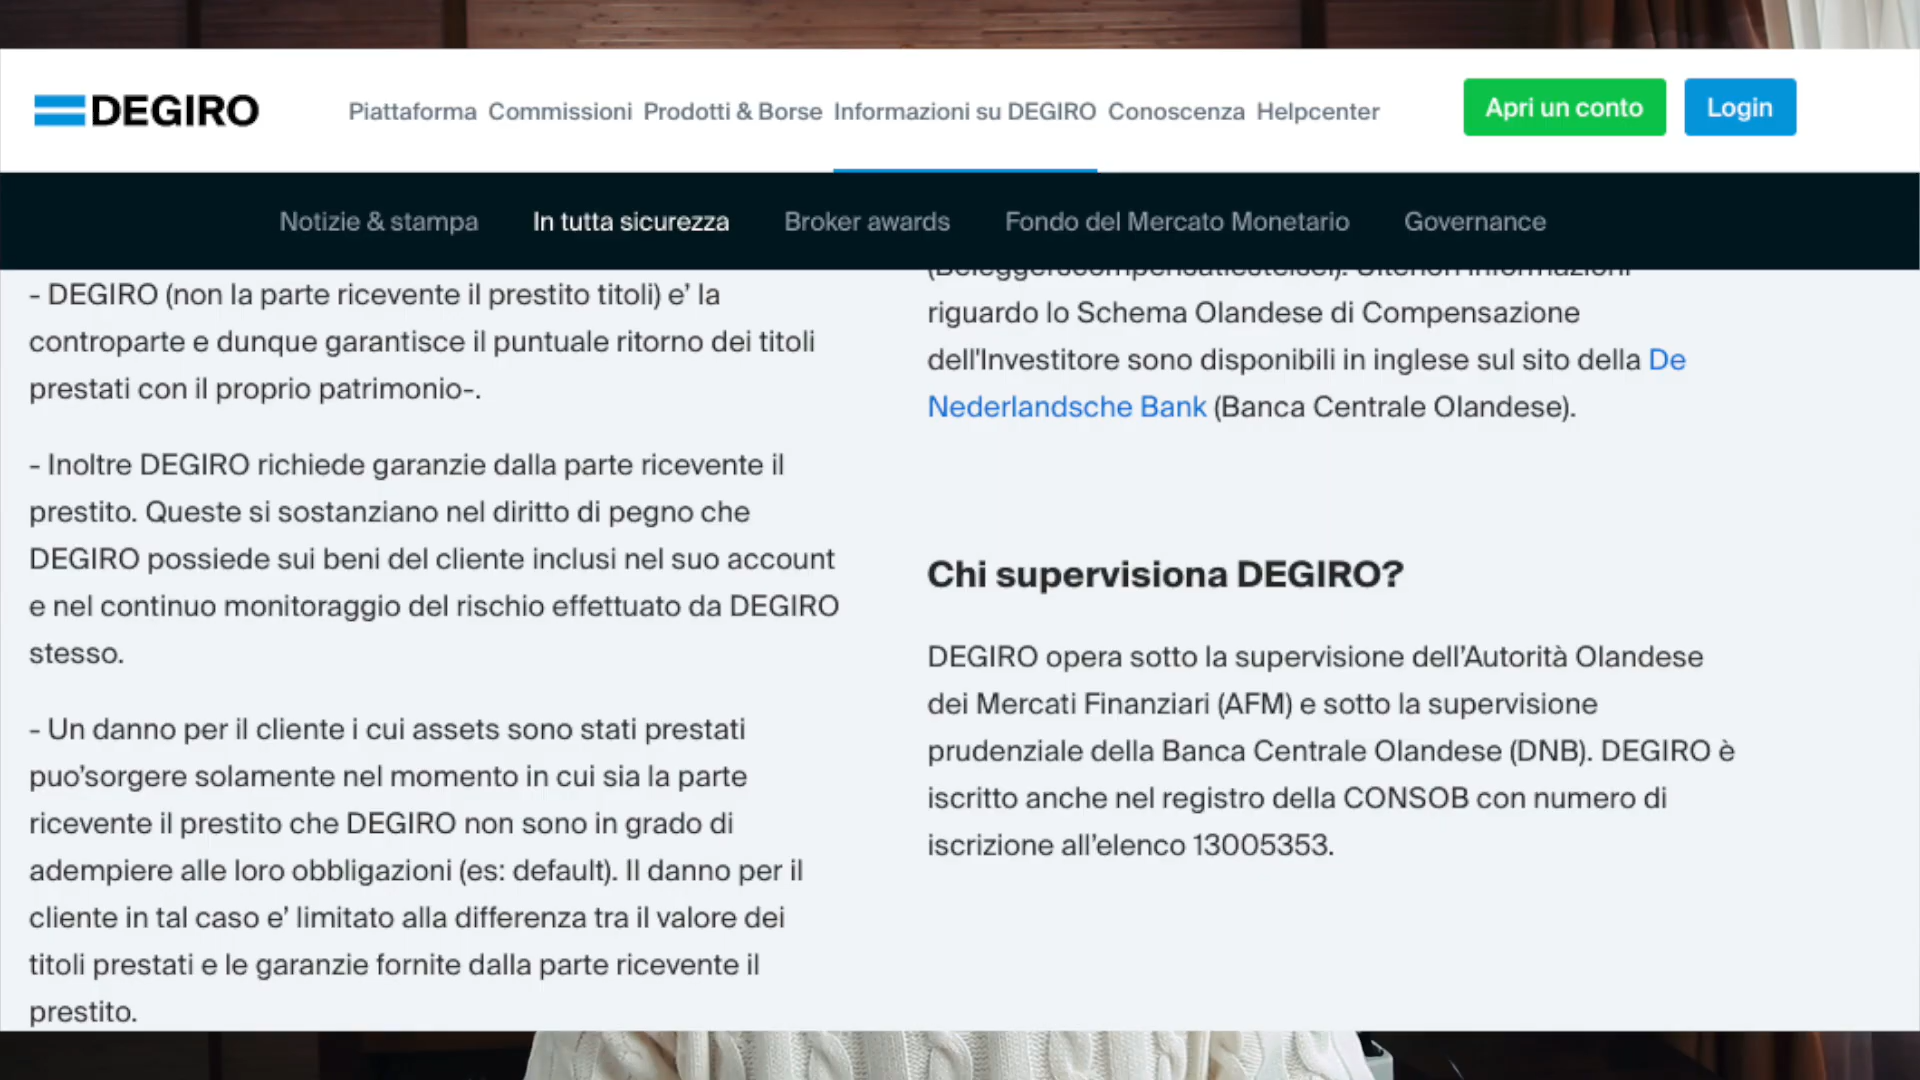 DEGIRO
Piattaforma Commissioni Prodotti & Borse Informazioni su DEGIRO Conoscenza Helpcenter
Apri un conto
Login
Notizie & stampa In tutta sicurezza Broker awards Fondo del Mercato Monetario Governance
- DEGIRO (non la parte ricevente il prestito titoli) e’ la
controparte e dunque garantisce il puntuale ritorno dei titoli
prestati con il proprio patrimonio-.
- Inoltre DEGIRO richiede garanzie dalla parte ricevente il
prestito. Queste si sostanziano nel diritto di pegno che
DEGIRO possiede sui beni del cliente inclusi nel suo account
e nel continuo monitoraggio del rischio effettuato da DEGIRO
stesso.
- Un danno per il cliente i cui assets sono stati prestati
puo’sorgere solamente nel momento in cui sia la parte
ricevente il prestito che DEGIRO non sono in grado di
adempiere alle loro obbligazioni (es: default). Il danno per il
cliente in tal caso e’ limitato alla differenza tra il valore dei
titoli prestati e le garanzie fornite dalla parte ricevente il
prestito.
Ulteriori informazioni
riguardo lo Schema Olandese di Compensazione
dell'Investitore sono disponibili in inglese sul sito della De
Nederlandsche Bank (Banca Centrale Olandese).
Chi supervisiona DEGIRO?
DEGIRO opera sotto la supervisione dell’Autorità Olandese
dei Mercati Finanziari (AFM) e sotto la supervisione
prudenziale della Banca Centrale Olandese (DNB). DEGIRO è
iscritto anche nel registro della CONSOB con numero di
iscrizione all’elenco 13005353.